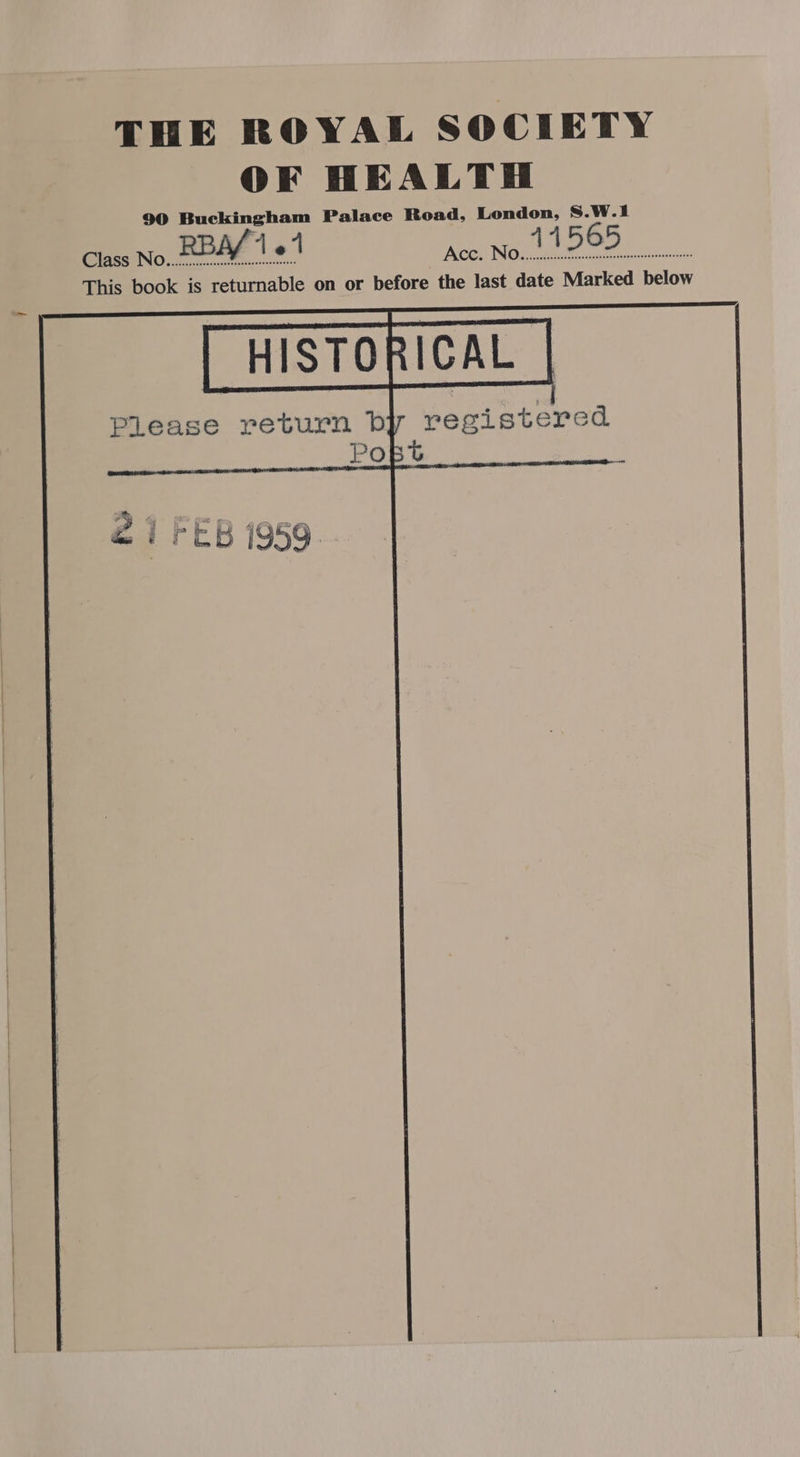 THE ROYAL SOCIETY
OF HEALTH
90 Buckingham Palace Road, London, S.W.1
Class No. RBA/1.1 Acc. No. 11565
This book is returnable on or before the last date Marked below
HISTORICAL
Please return by registered
Post
21 FEB 1959